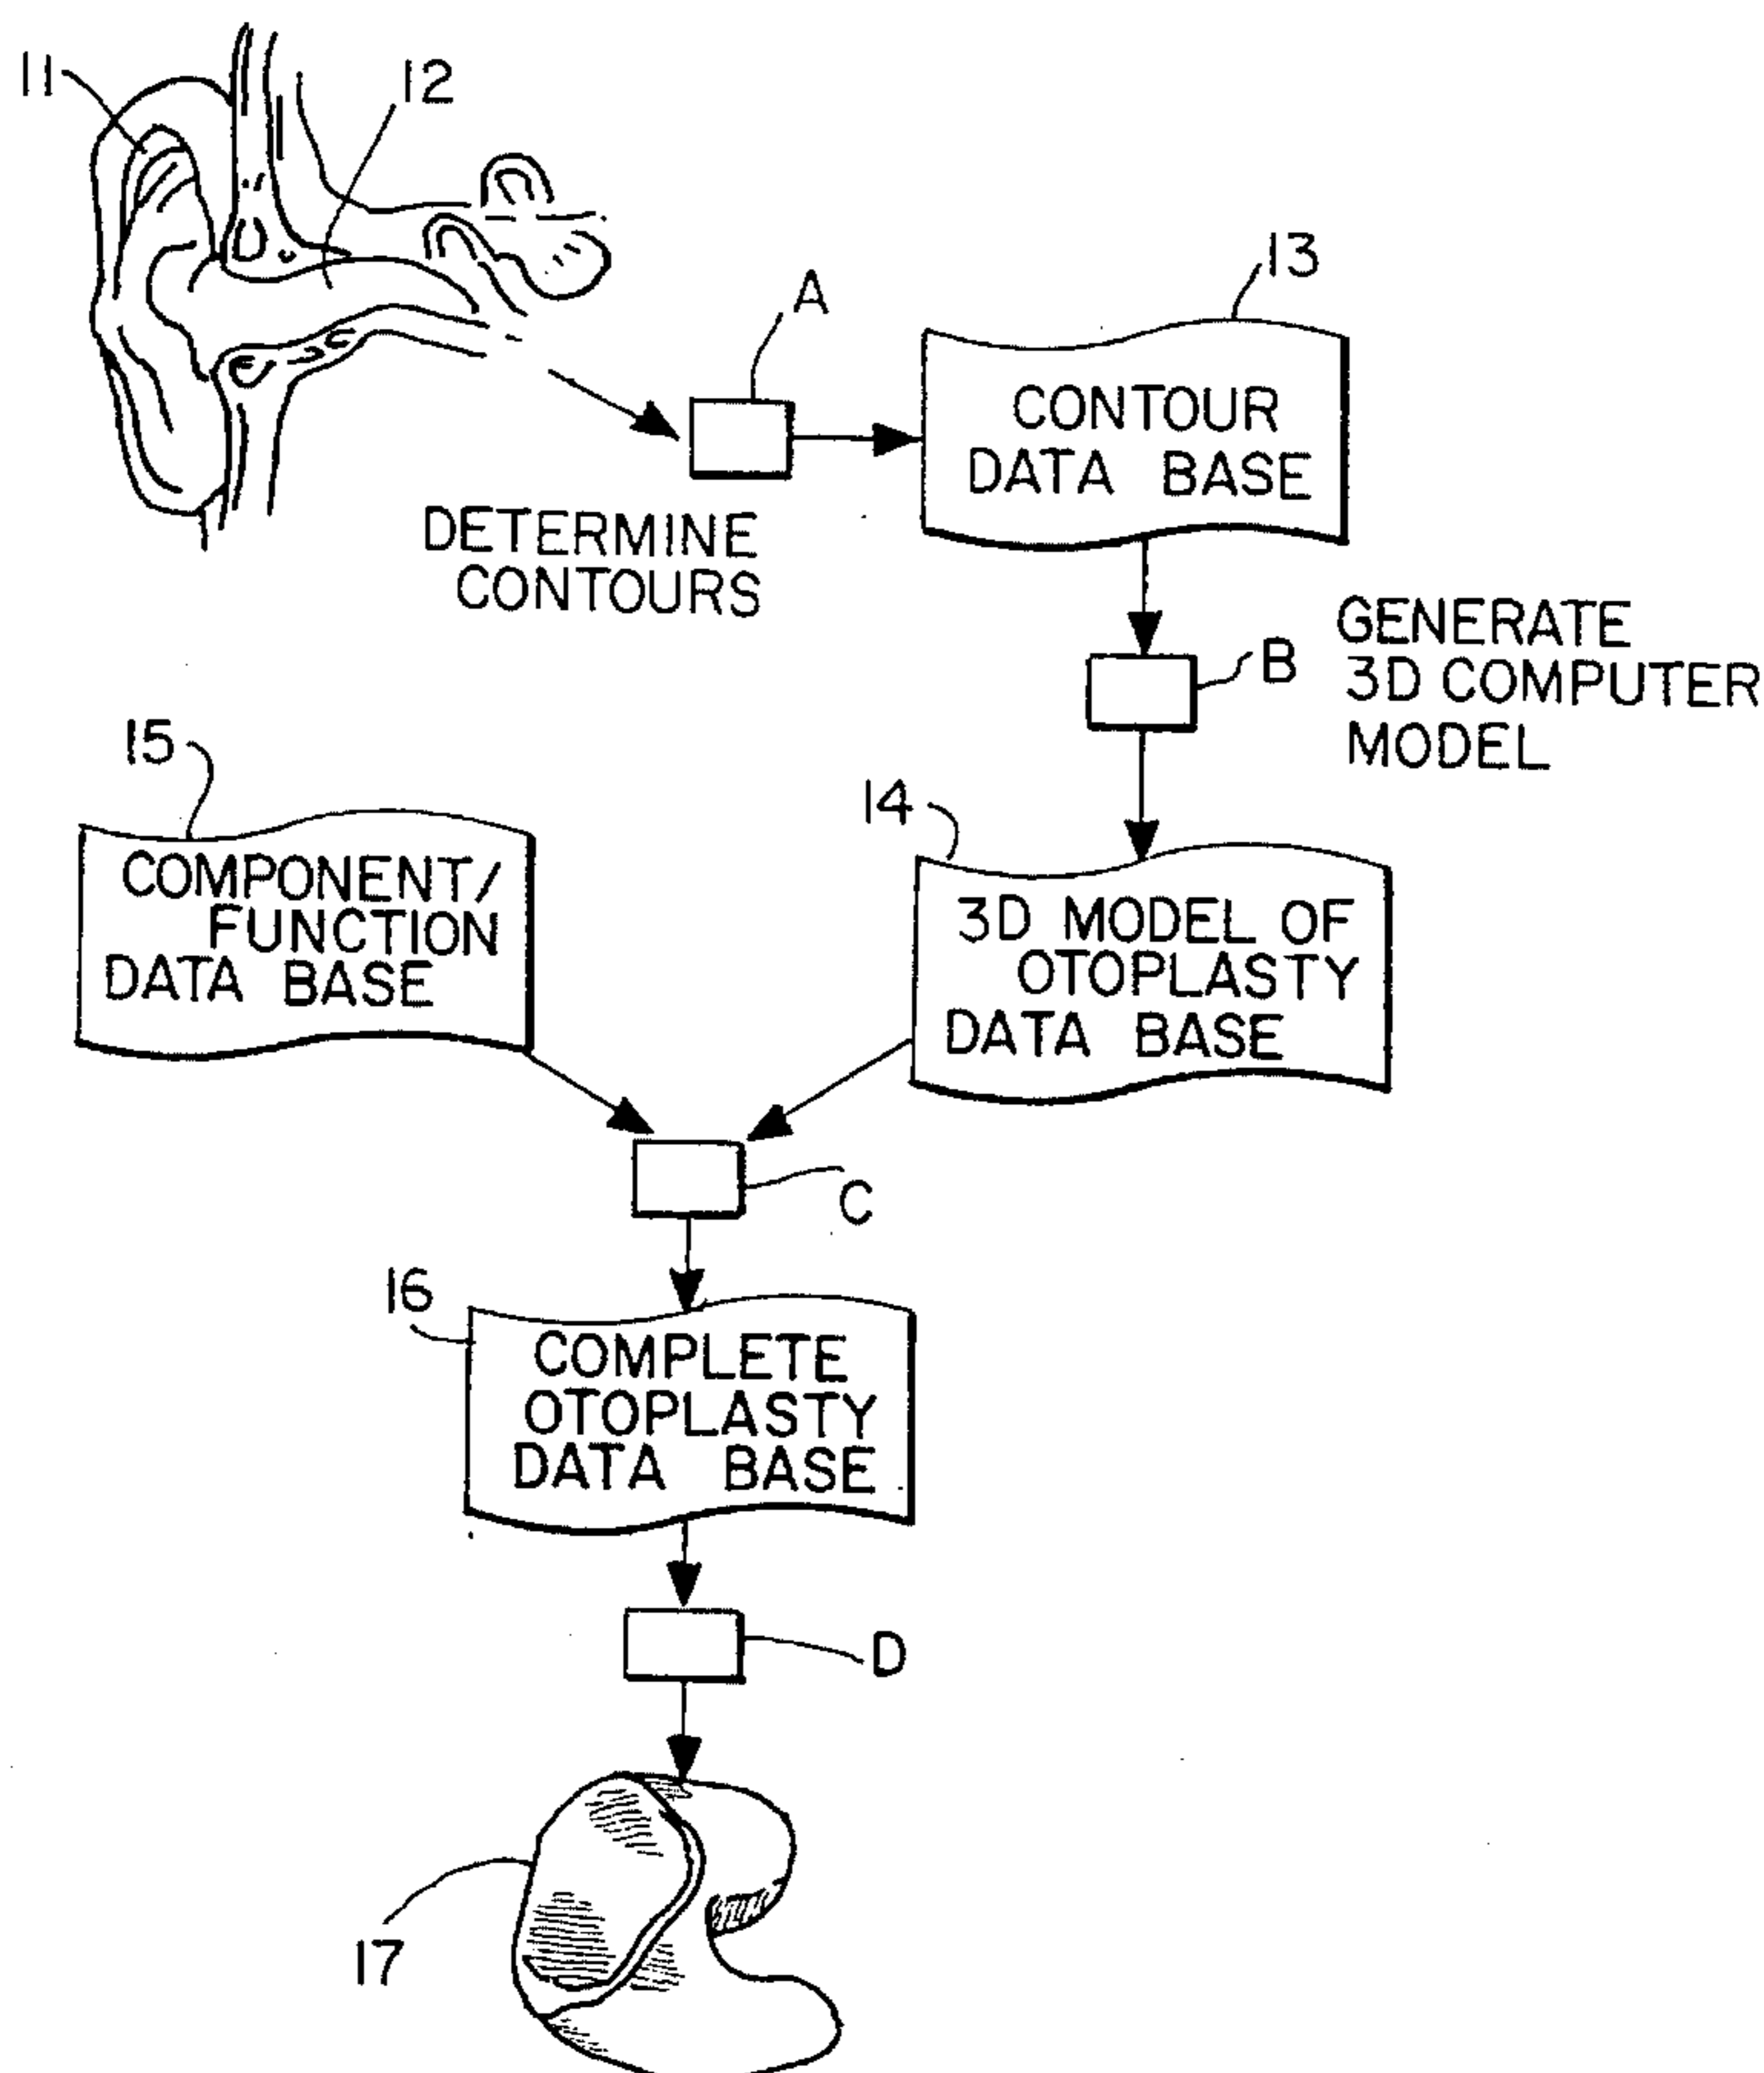 11
12
A
13
CONTOUR
DATA BASE
DETERMINE
CONTOURS
B
GENERATE
3D COMPUTER
MODEL
15
COMPONENT/
FUNCTION
DATA BASE
14
3D MODEL OF
OTOPLASTY
DATA BASE
C
16
COMPLETE
OTOPLASTY
DATA BASE
D
17